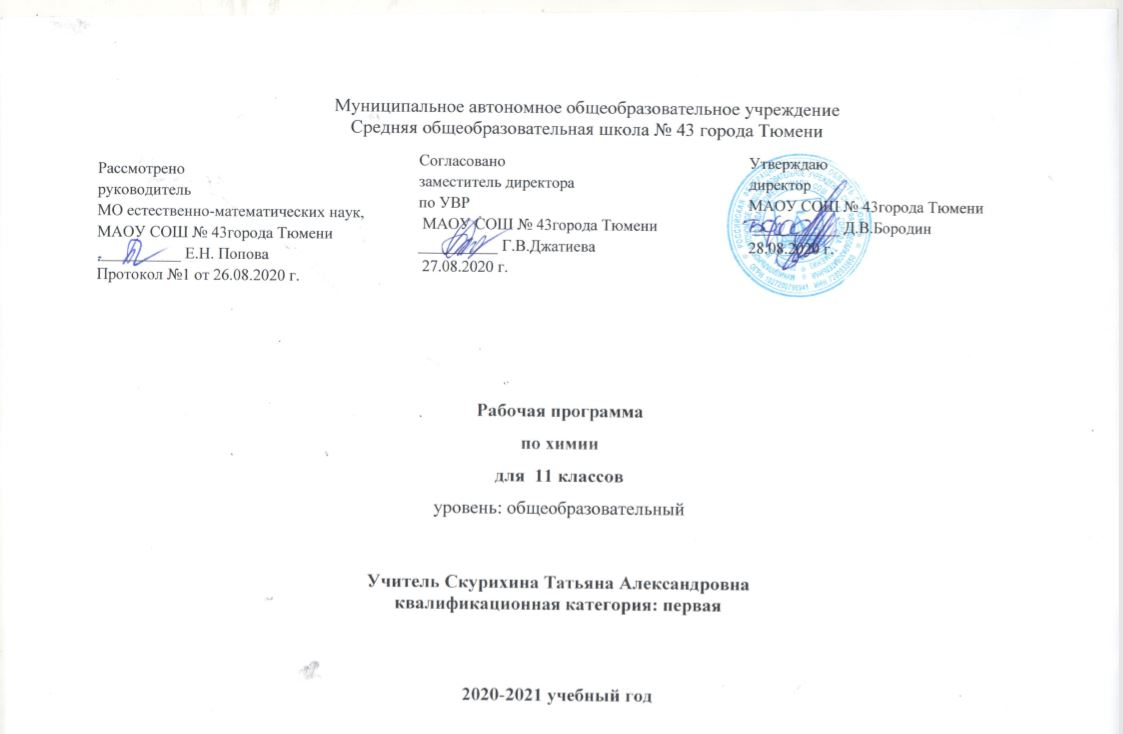 Муниципальное автономное общеобразовательное учреждение
Средняя общеобразовательная школа № 43 города Тюмени
Рассмотрено
руководитель
МО естественно-математических наук,
МАОУ СОШ № 43города Тюмени
___________ Е.Н. Попова
Протокол №1 от 26.08.2020 г.
Согласовано
заместитель директора
по УВР
МАОУ СОШ № 43города Тюмени
__________ Г.В.Джатиева
27.08.2020 г.
Утверждаю
директор
МАОУ СОШ № 43города Тюмени
___________ Д.В.Бородин
28.08.2020 г.
Рабочая программа
по химии
для 11 классов
уровень: общеобразовательный
Учитель Скурихина Татьяна Александровна
квалификационная категория: первая
2020-2021 учебный год